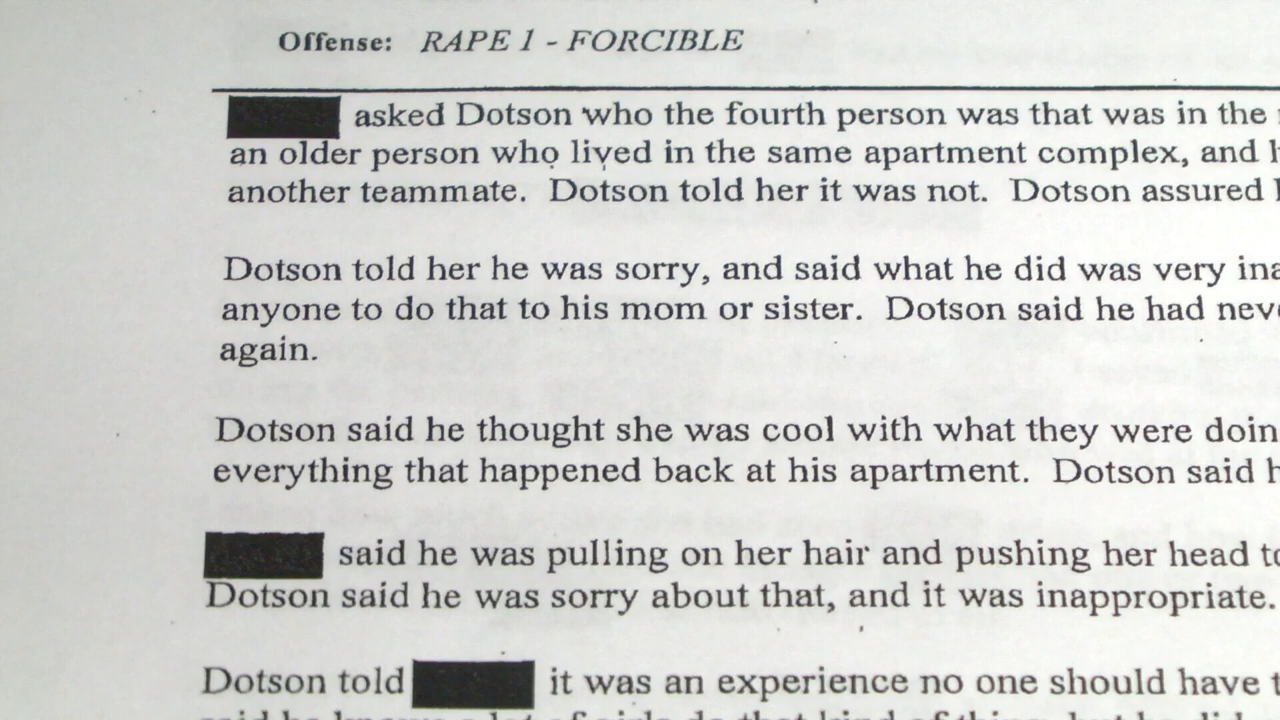 Offense: RAPE 1 - FORCIBLE
asked Dotson who the fourth person was that was in the
an older person who lived in the same apartment complex, and
another teammate. Dotson told her it was not. Dotson assured
Dotson told her he was sorry, and said what he did was very
anyone to do that to his mom or sister. Dotson said he had
again.
Dotson said he thought she was cool with what they were
everything that happened back at his apartment. Dotson said
said he was pulling on her hair and pushing her head
Dotson said he was sorry about that, and it was inappropriate.
Dotson told it was an experience no one should have